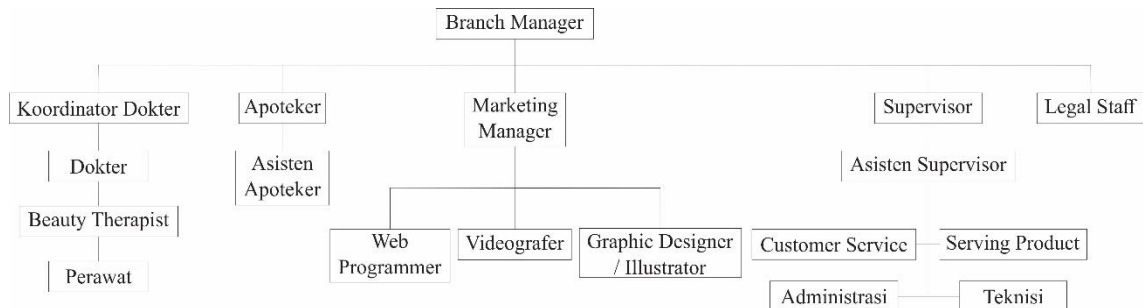 Branch Manager
Koordinator Dokter
Apoteker
Marketing
Manager
Supervisor
Legal Staff
Dokter
Asisten
Apoteker
Asisten Supervisor
Beauty Therapist
Web
Programmer
Videografer
Graphic Designer
/ Illustrator
Customer Service
Serving Product
Perawat
Administrasi
Teknisi